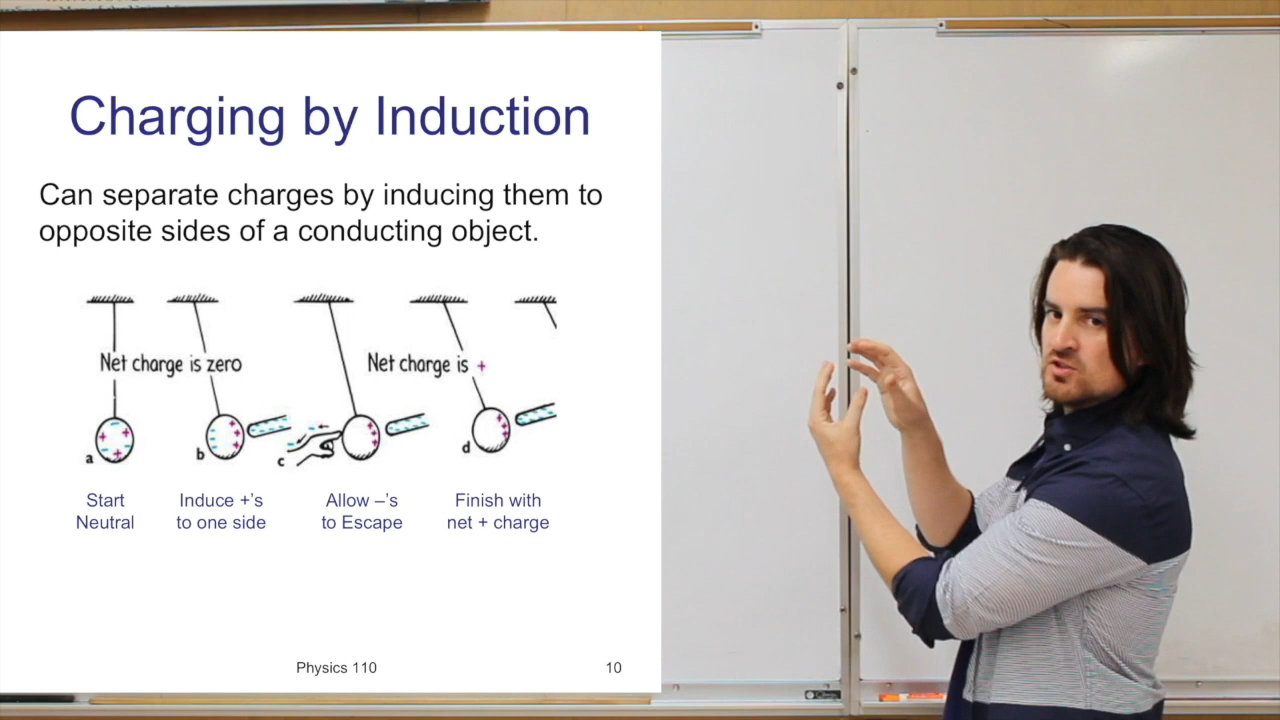 Charging by Induction
Can separate charges by inducing them to
opposite sides of a conducting object.
Net charge is zero
Net charge is +
a
b
c
d
Start
Neutral
Induce +'s
to one side
Allow –'s
to Escape
Finish with
net + charge
Physics 110
10